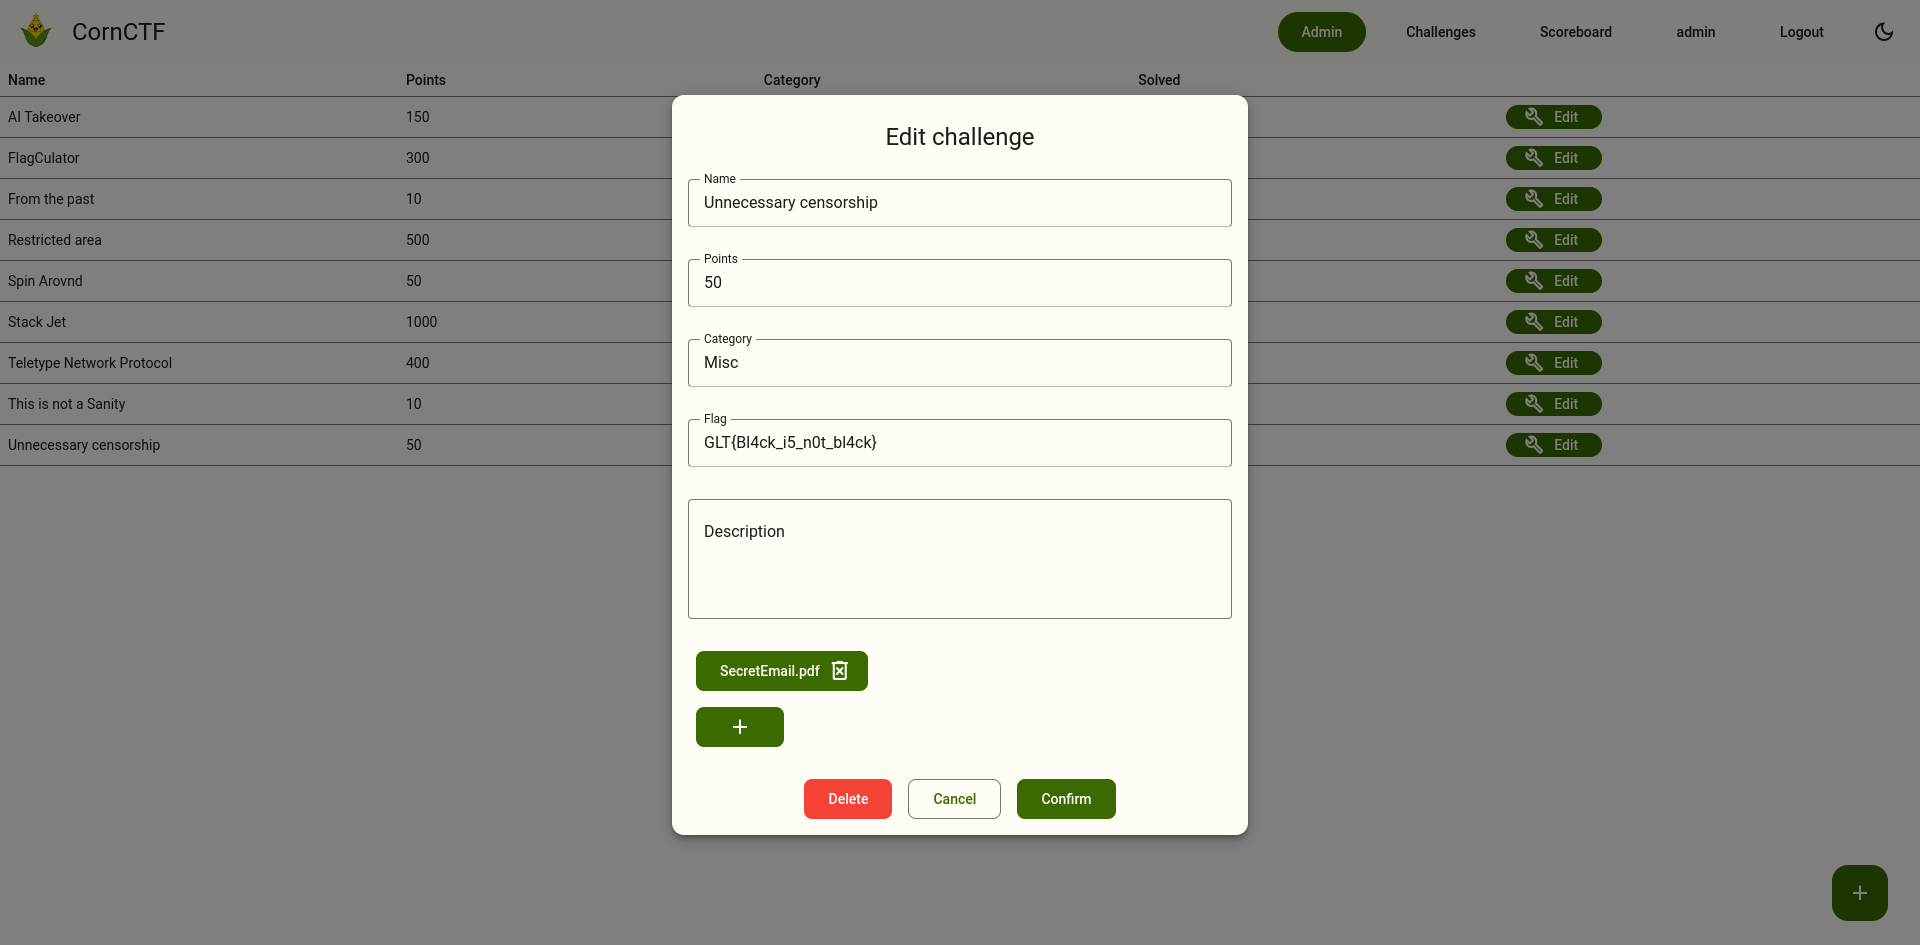 CornCTF
Admin Challenges Scoreboard admin Logout
Name Points Category Solved
AI Takeover 150 Edit
FlagCulator 300 Edit
From the past 10 Edit
Restricted area 500 Edit
Spin Arovnd 50 Edit
Stack Jet 1000 Edit
Teletype Network Protocol 400 Edit
This is not a Sanity 10 Edit
Unnecessary censorship 50 Edit
Edit challenge
Name
Unnecessary censorship
Points
50
Category
Misc
Flag
GLT{Bl4ck_i5_n0t_bl4ck}
Description
SecretEmail.pdf
+
Delete Cancel Confirm
+